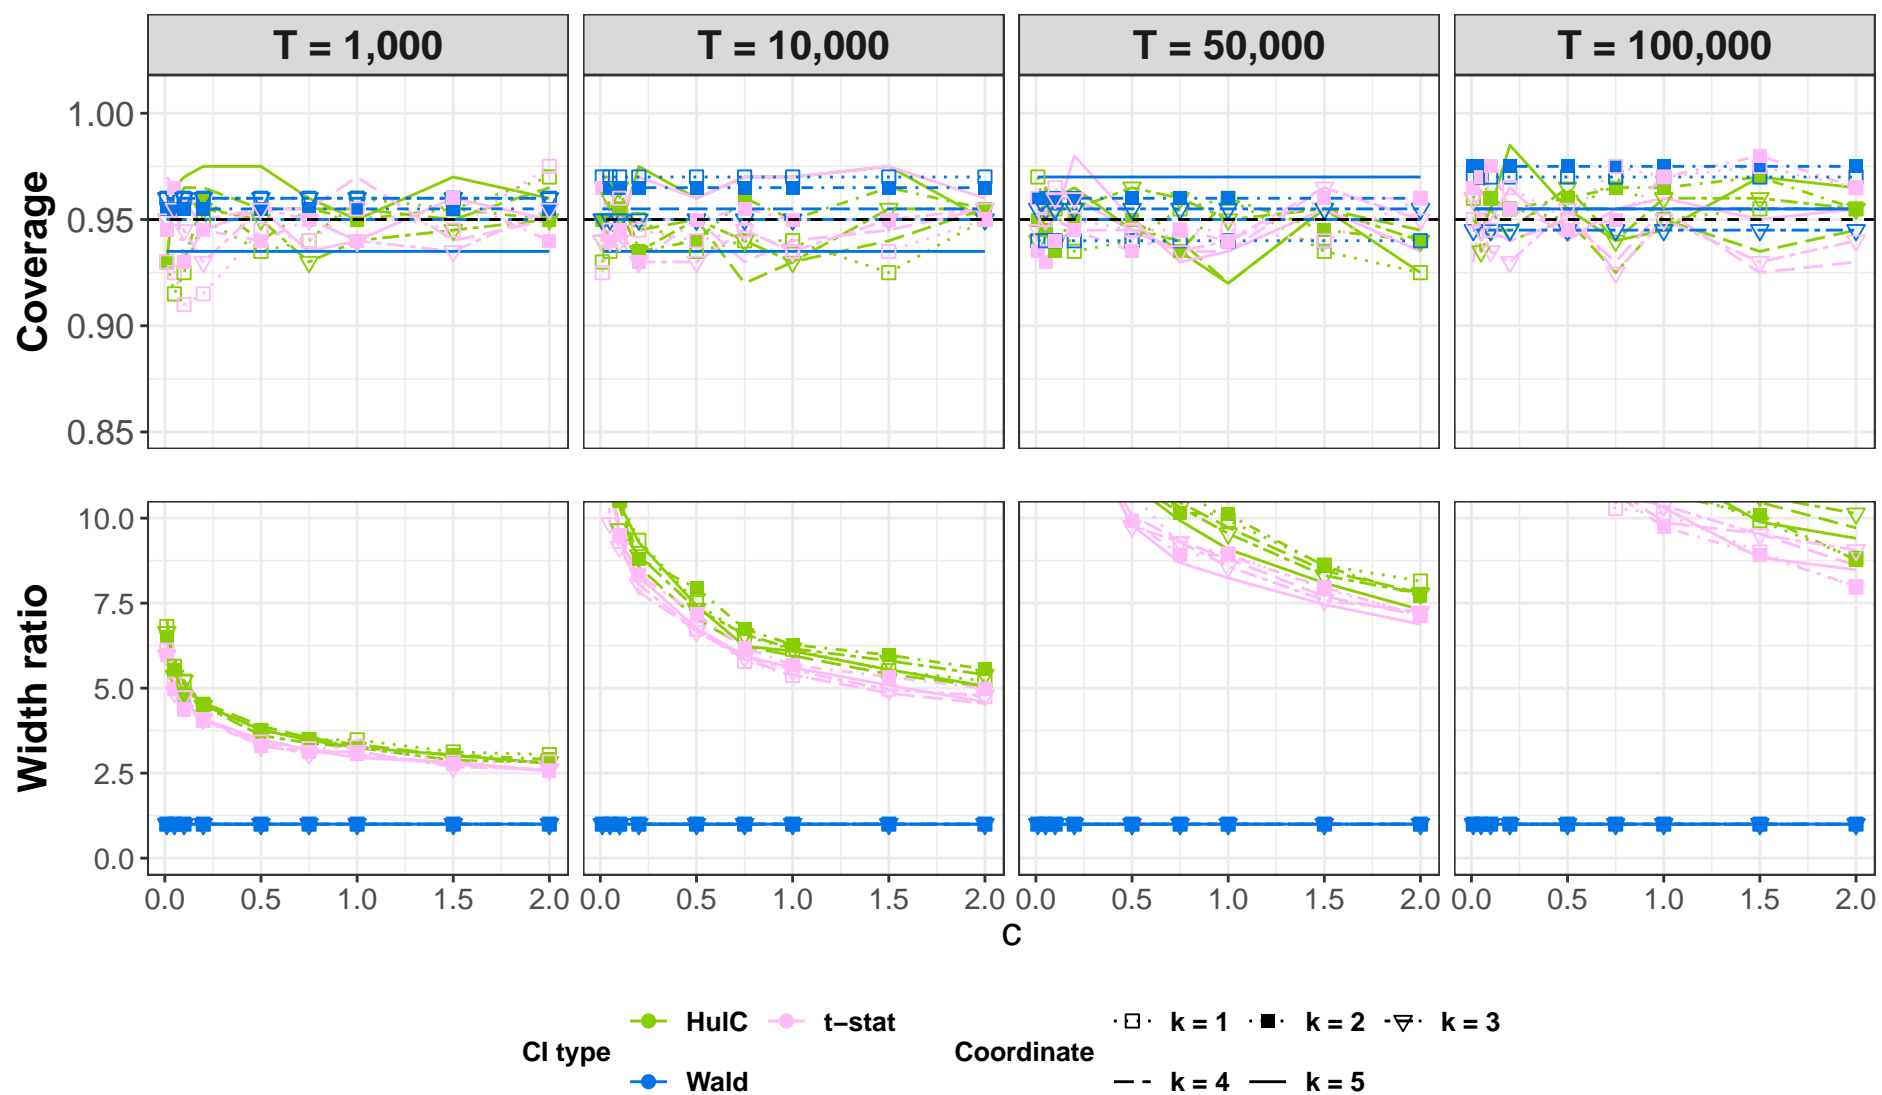 T = 1,000 T = 10,000 T = 50,000 T = 100,000
Coverage
1.00
0.95
0.90
0.85
Width ratio
10.0
7.5
5.0
2.5
0.0
0.0 0.5 1.0 1.5 2.0 0.0 0.5 1.0 1.5 2.0 0.0 0.5 1.0 1.5 2.0 0.0 0.5 1.0 1.5 2.0
c
CI type
HulC t−stat
Wald
Coordinate
k = 1 k = 2 k = 3
k = 4 k = 5